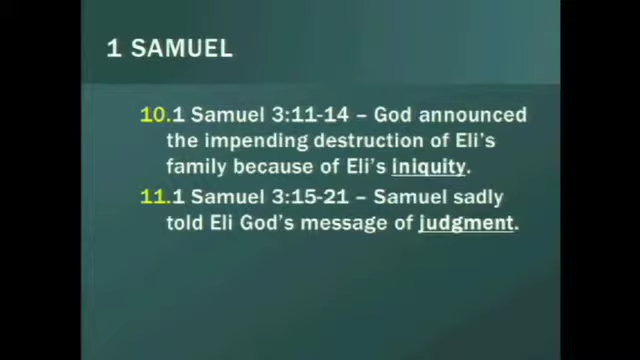 1 SAMUEL
10. 1 Samuel 3:11-14 – God announced
the impending destruction of Eli's
family because of Eli's iniquity.
11. 1 Samuel 3:15-21 – Samuel sadly
told Eli God's message of judgment.